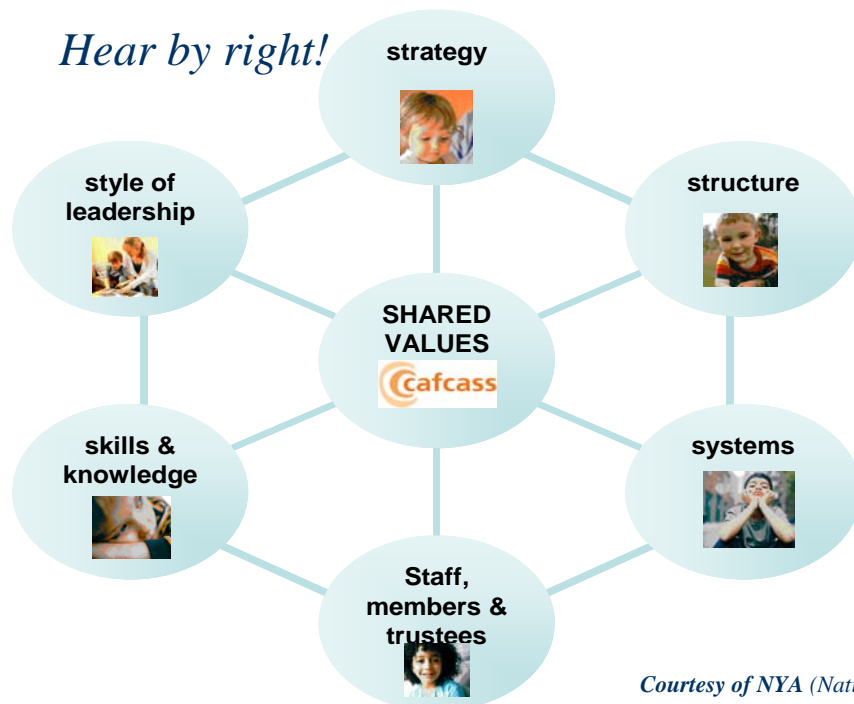 Hear by right!
strategy
style of
leadership
structure
SHARED
VALUES
cafcass
skills &
knowledge
systems
Staff,
members &
trustees
Courtesy of NYA (Nati